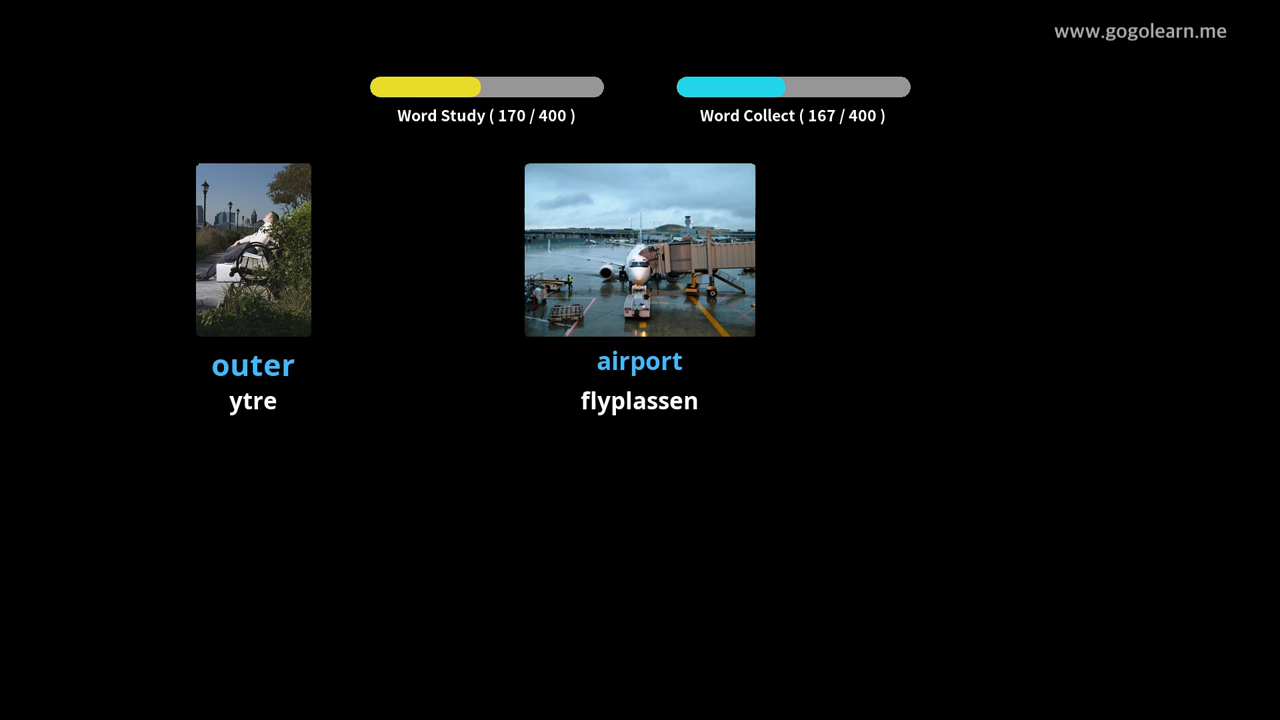 www.gogolearn.me
Word Study ( 170 / 400 )
Word Collect ( 167 / 400 )
outer
ytre
airport
flyplassen